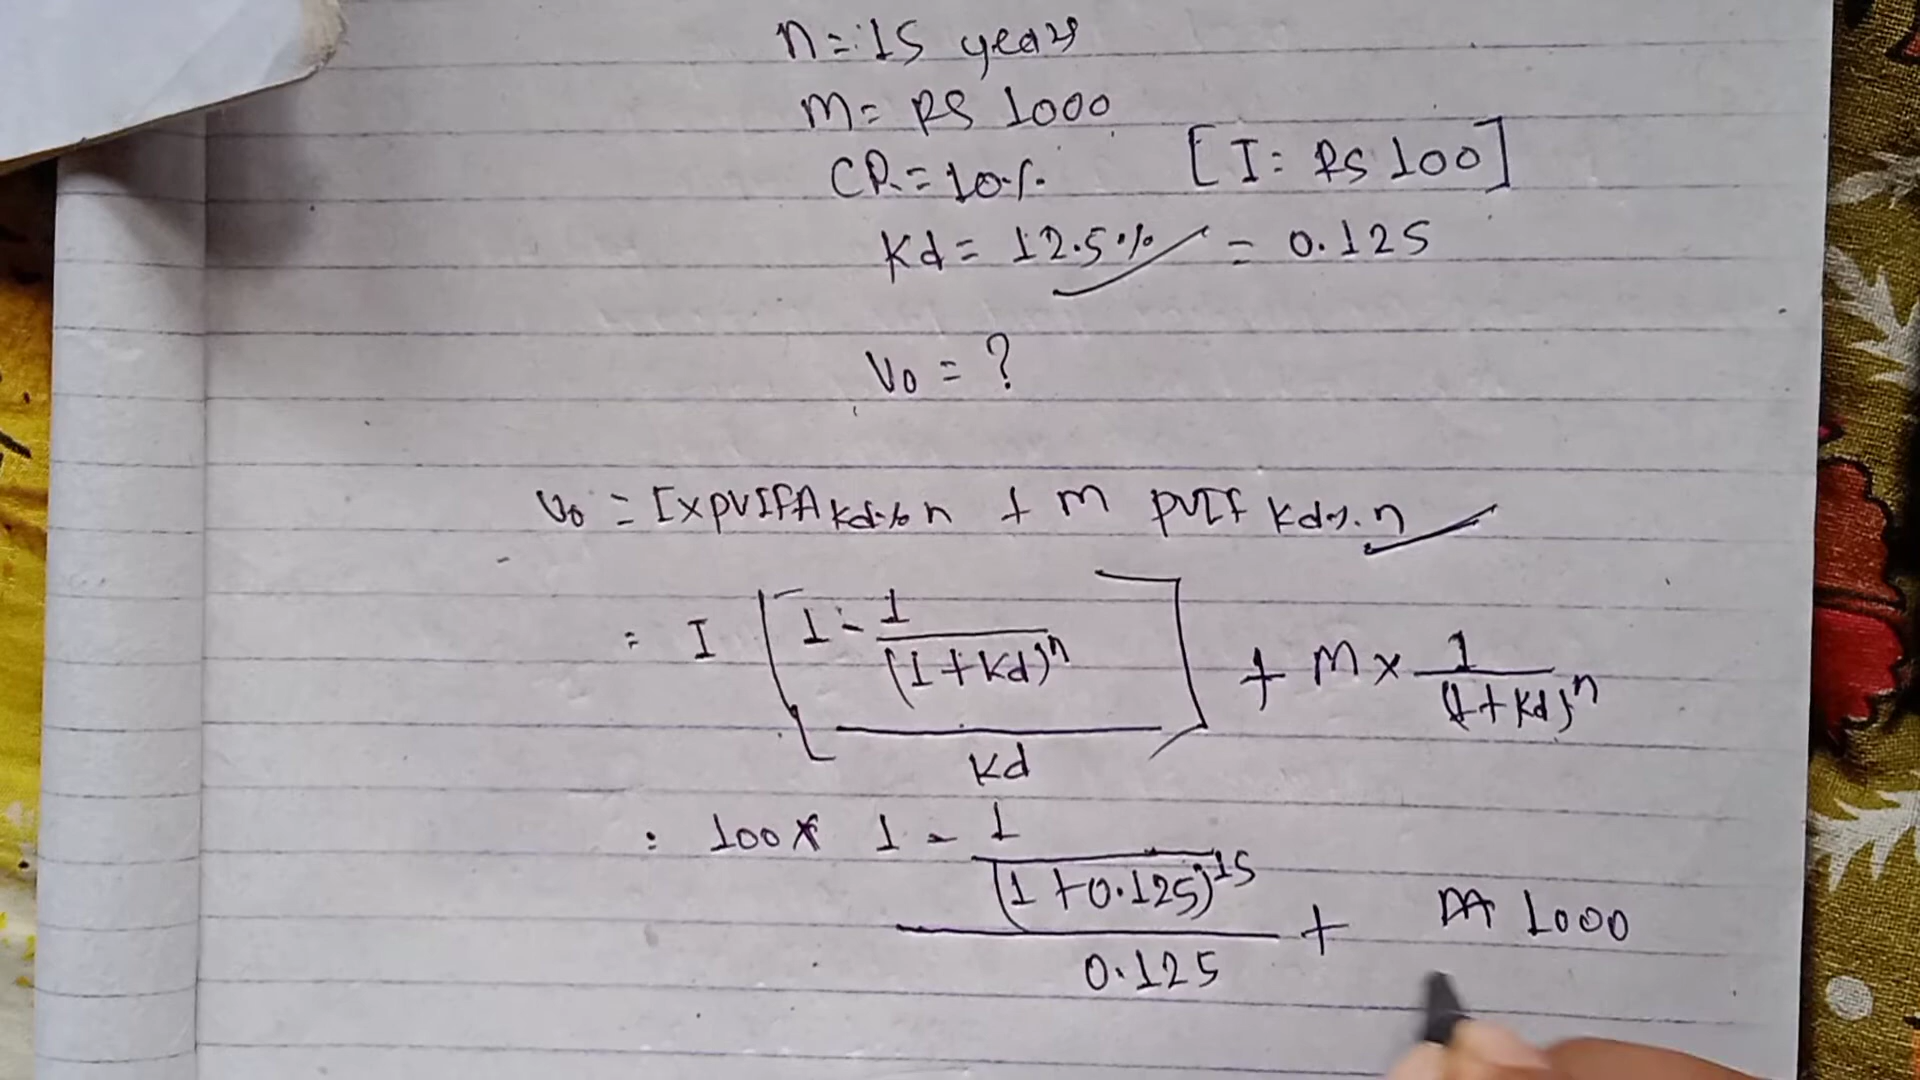 n = 15 years
m = RS 1000
CR = 10% [I = RS 100]
Kd = 12.5% = 0.125
V0 = ?
V0 = I x PVIFA Kd% n + m PVIF Kd%. n
= I [ 1 - 1 / (1 + Kd)^n / Kd ] + m x 1 / (1 + Kd)^n
= 100 x 1 - 1 / (1 + 0.125)^15 / 0.125 + 1000